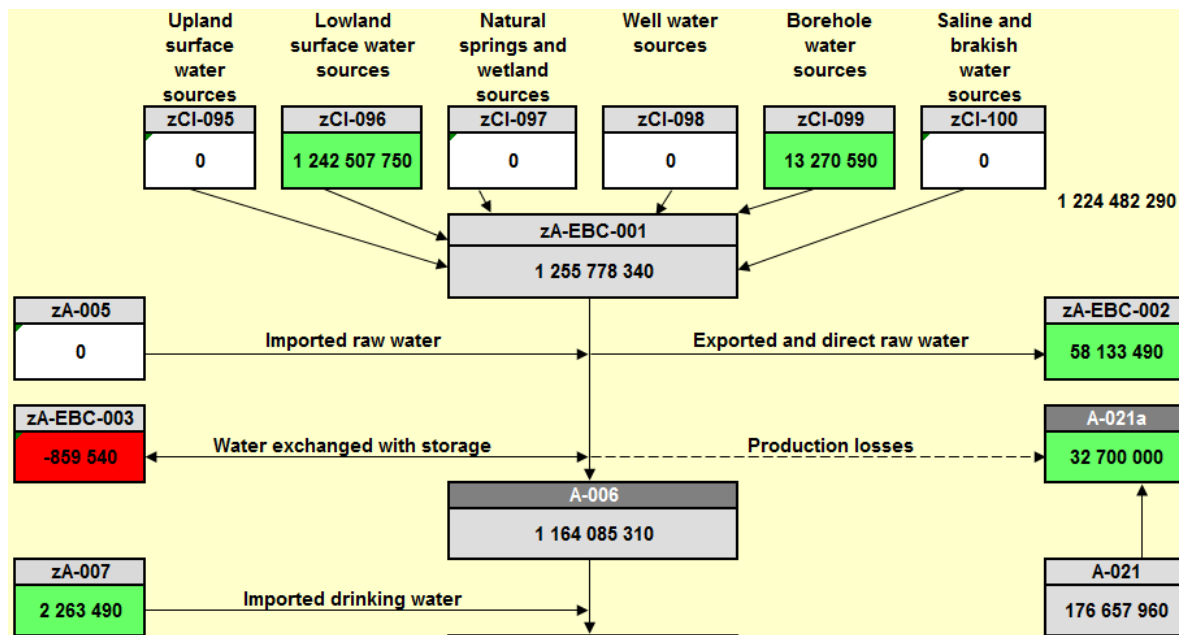 Upland
surface
water
sources
Lowland
surface water
sources
Natural
springs and
wetland
sources
Well water
sources
Borehole
water
sources
Saline and
brakish
water
sources
zCI-095
zCI-096
zCI-097
zCI-098
zCI-099
zCI-100
0
1 242 507 750
0
0
13 270 590
0
1 224 482 290
zA-EBC-001
1 255 778 340
zA-005
0
Imported raw water
Exported and direct raw water
zA-EBC-002
58 133 490
zA-EBC-003
-859 540
Water exchanged with storage
Production losses
A-021a
32 700 000
A-006
1 164 085 310
zA-007
2 263 490
Imported drinking water
A-021
176 657 960